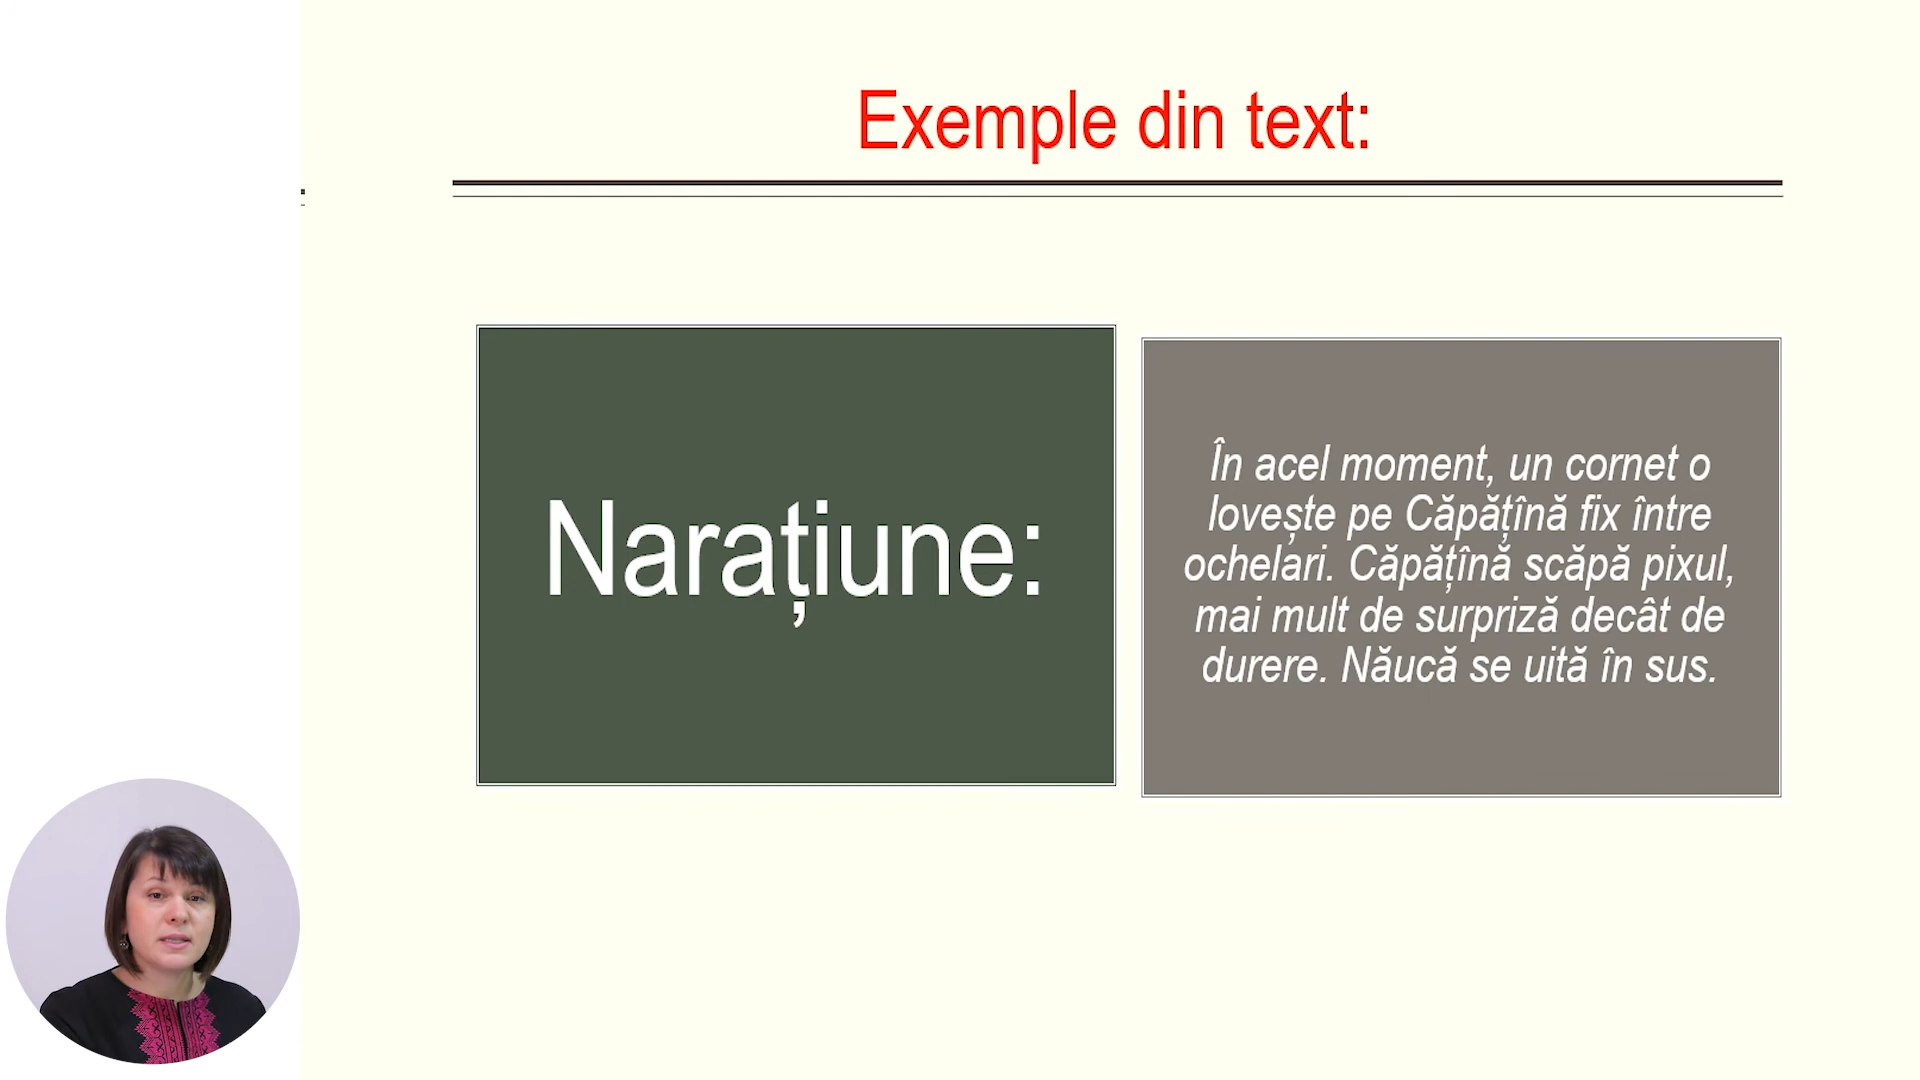 Exemple din text:
Narațiune:
În acel moment, un cornet o
lovește pe Căpățînă fix între
ochelari. Căpățînă scăpă pixul,
mai mult de surpriză decât de
durere. Năucă se uită în sus.